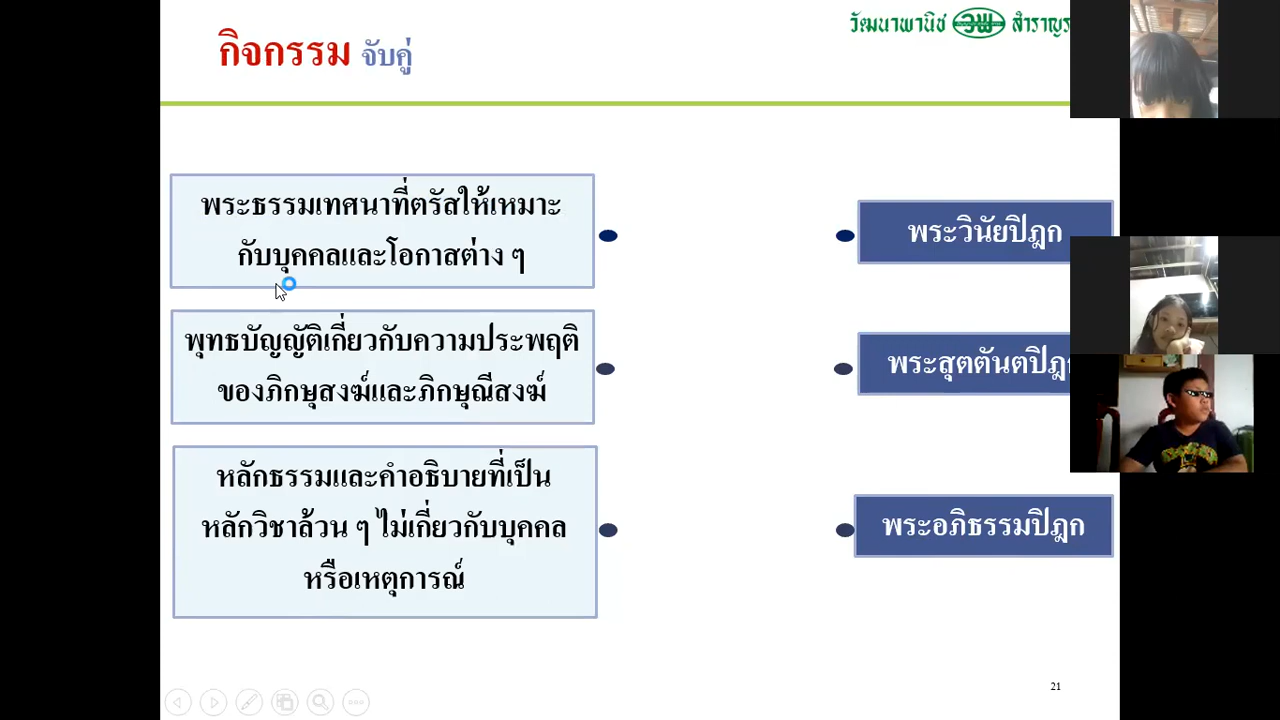 วัฒนาพานิช วพ สำราญรา
กิจกรรม จับคู่
พระธรรมเทศนาที่ตรัสให้เหมาะ
กับบุคคลและโอกาสต่าง ๆ
พระวินัยปิฎก
พุทธบัญญัติเกี่ยวกับความประพฤติ
ของภิกษุสงฆ์และภิกษุณีสงฆ์
พระสุตตันตปิฎก
หลักธรรมและคำอธิบายที่เป็น
หลักวิชาล้วน ๆ ไม่เกี่ยวกับบุคคล
หรือเหตุการณ์
พระอภิธรรมปิฎก
21